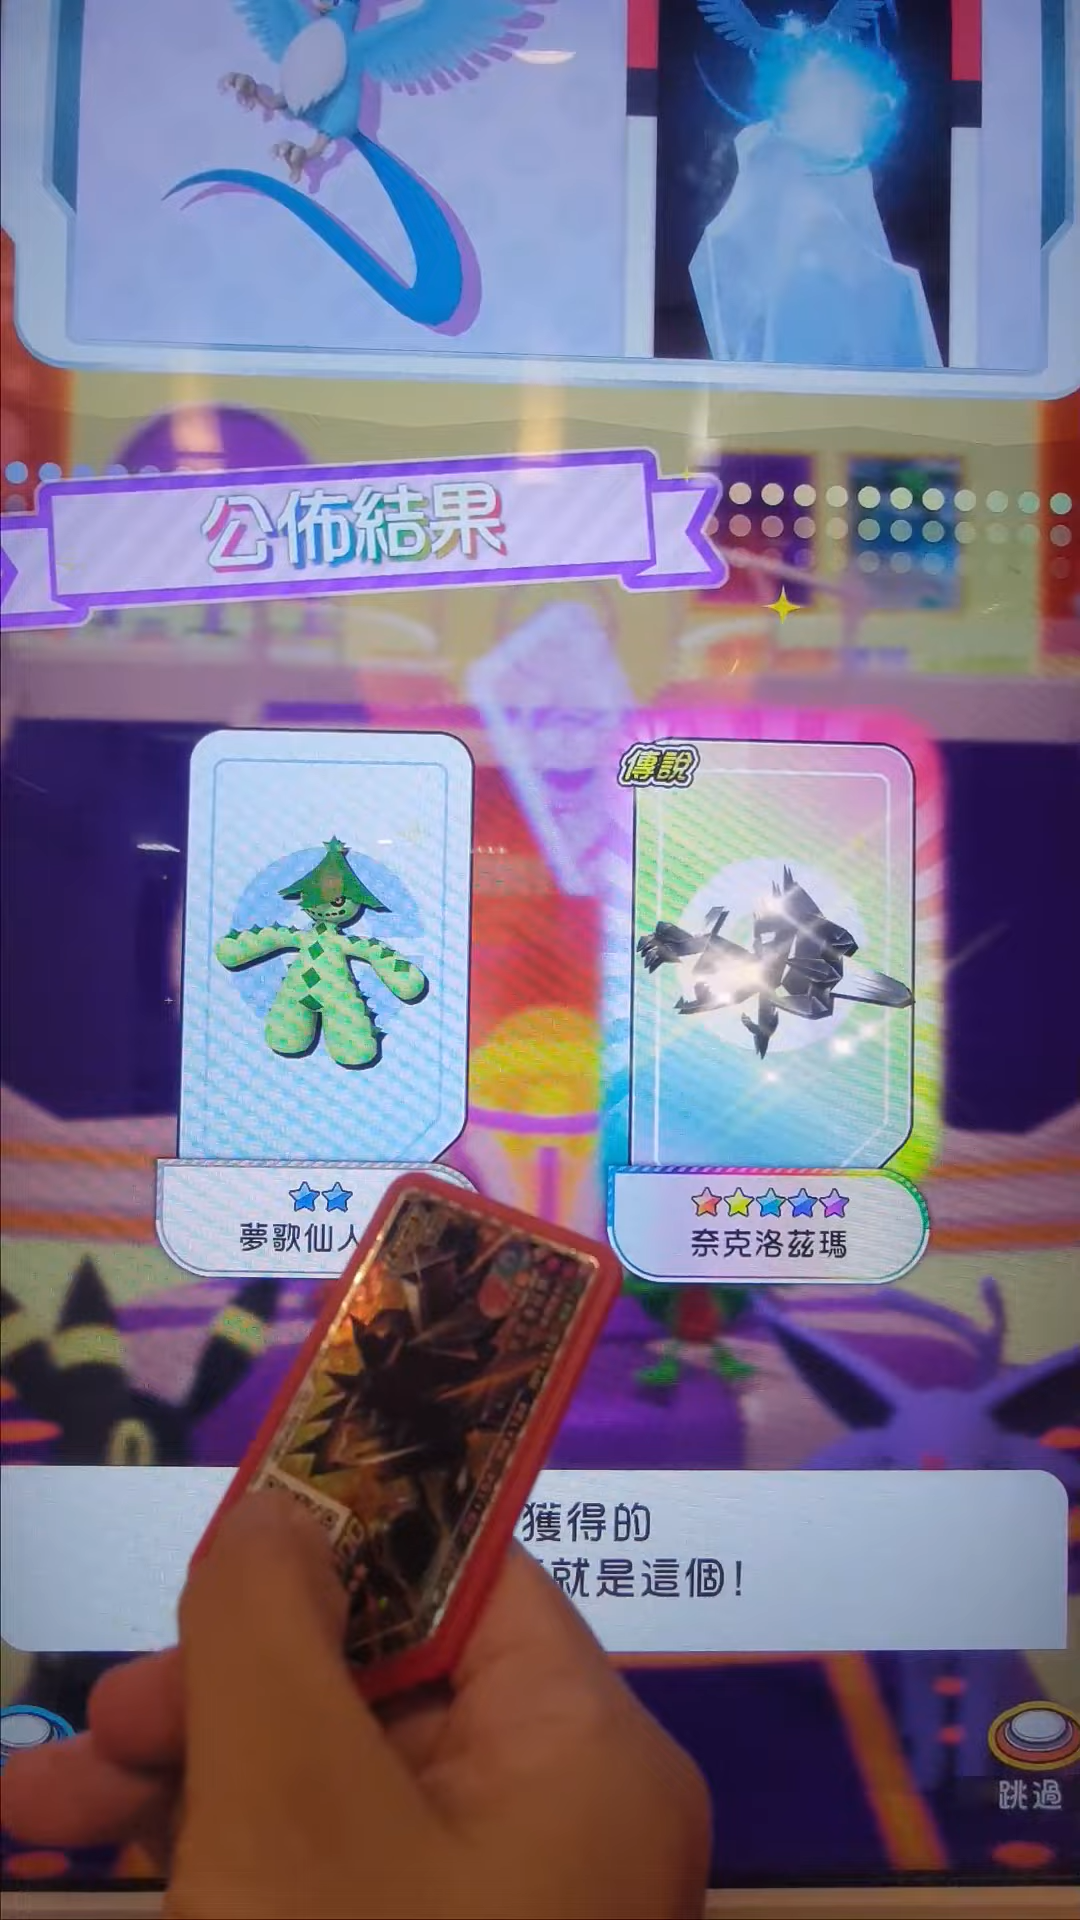 公佈結果
傳說
夢歌仙人
奈克洛茲瑪
獲得的
就是這個!
跳過